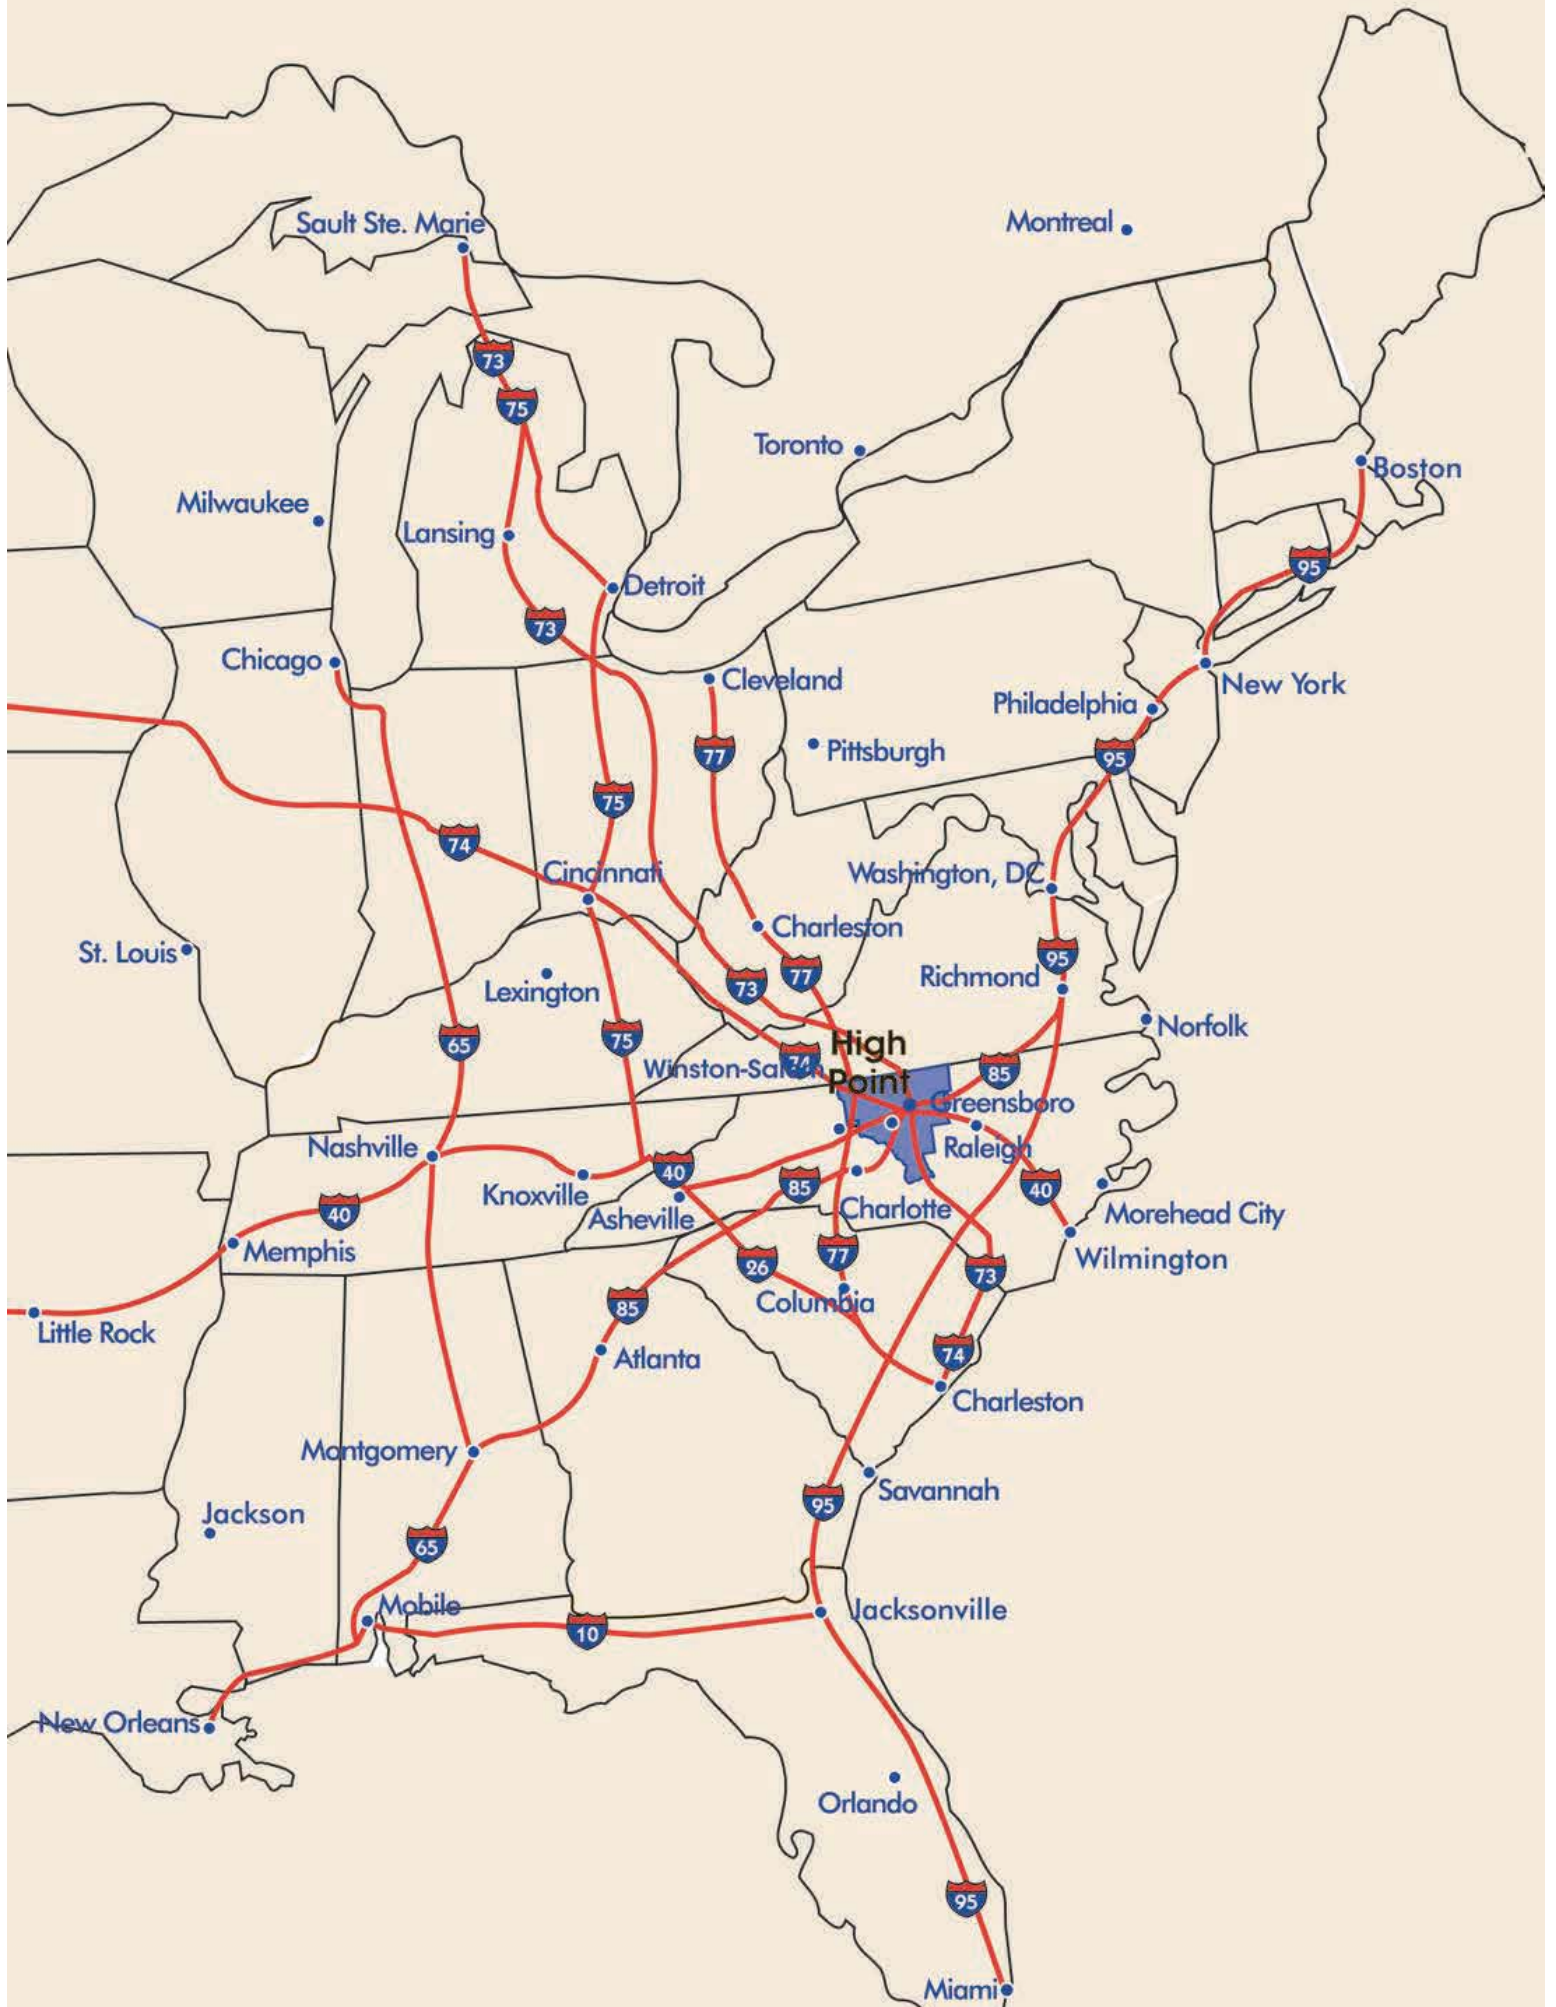 Sault Ste. Marie
Montreal
73
75
Toronto
Boston
Milwaukee
Lansing
95
Detroit
73
Chicago
Cleveland
New York
Philadelphia
77
Pittsburgh
95
75
74
Cincinnati
Washington, DC
Charleston
St. Louis
95
77
Richmond
73
Lexington
Norfolk
65
75
High
Point
74
Winston-Salem
85
Greensboro
Nashville
Raleigh
40
Knoxville
85
40
40
Asheville
Charlotte
Morehead City
Memphis
77
Wilmington
26
73
85
Columbia
Little Rock
74
Atlanta
Charleston
Montgomery
95
Savannah
Jackson
65
Mobile
Jacksonville
10
New Orleans
Orlando
95
Miami